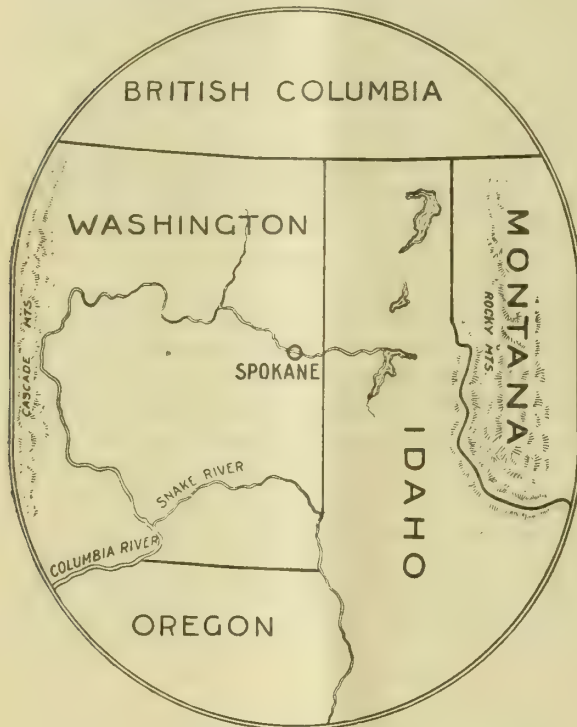 BRITISH COLUMBIA
WASHINGTON
MONTANA
ROCKY MTS.
CASCADE MTS.
SPOKANE
IDAHO
SNAKE RIVER
COLUMBIA RIVER
OREGON